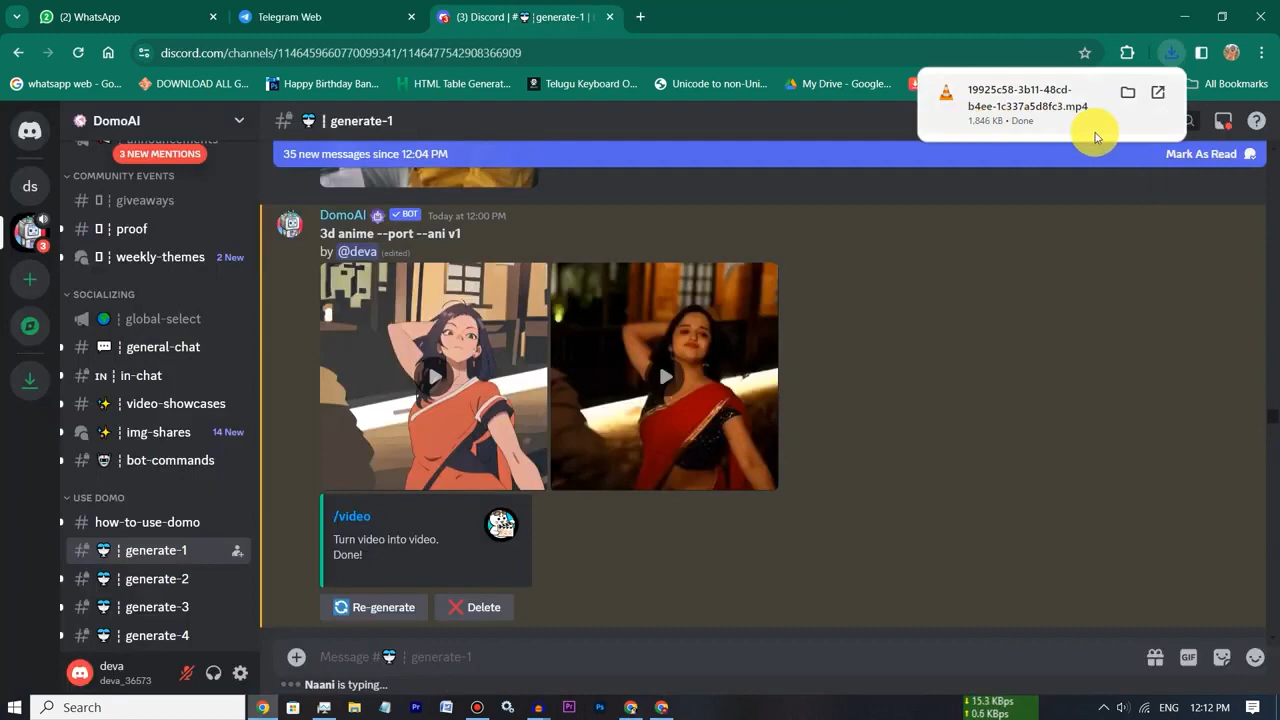 (2) WhatsApp
Telegram Web
(3) Discord | # generate-1 |
discord.com/channels/1146459660770099341/1146477542908366909
whatsapp web - Go...
DOWNLOAD ALL G...
Happy Birthday Ban...
HTML Table Generat...
Telugu Keyboard O...
Unicode to non-Uni...
My Drive - Google...
All Bookmarks
19925c58-3b11-48cd-
b4ee-1c337a5d8fc3.mp4
1,846 KB • Done
DomoAI
announcements
3 NEW MENTIONS
COMMUNITY EVENTS
giveaways
proof
weekly-themes 2 New
SOCIALIZING
global-select
general-chat
IN in-chat
video-showcases
img-shares 14 New
bot-commands
USE DOMO
how-to-use-domo
generate-1
generate-2
generate-3
generate-4
deva
deva_36573
ds
3
# | generate-1
35 new messages since 12:04 PM
Mark As Read
DomoAI ✓ BOT Today at 12:00 PM
3d anime --port --ani v1
by @deva (edited)
/video
Turn video into video.
Done!
Re-generate
Delete
Message # ¦ generate-1
GIF
Naani is typing...
Search
15.3 KBps
0.6 KBps
ENG
12:12 PM